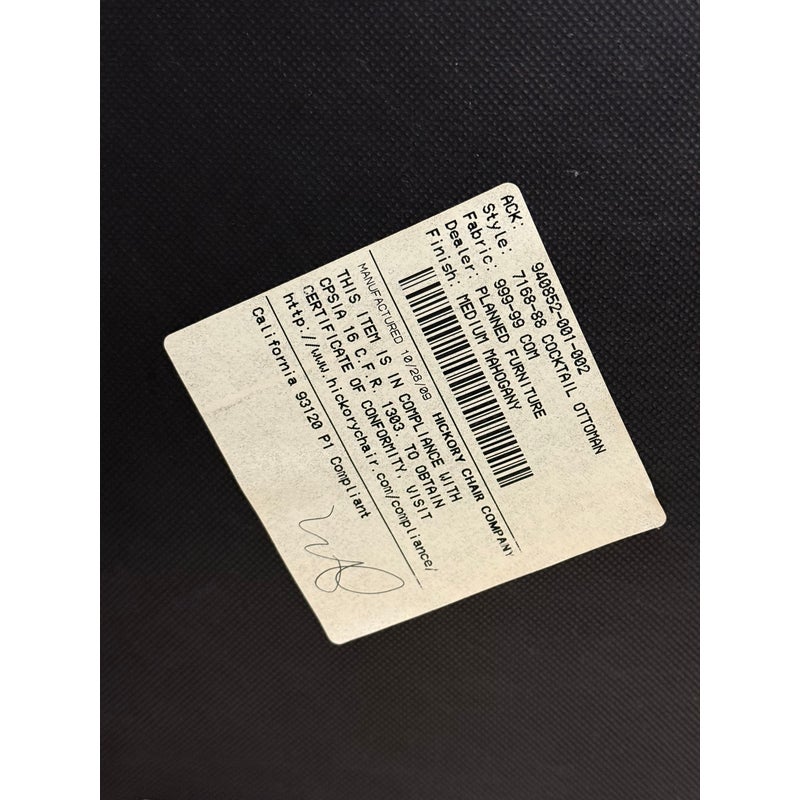 ACK: 940852-001-002
Style: 7168-88 COCKTAIL OTTOMAN
Fabric: 999-99 COM
Dealer: PLANNED FURNITURE
Finish: MEDIUM MAHOGANY
MANUFACTURED 10/28/09 HICKORY CHAIR COMPANY
THIS ITEM IS IN COMPLIANCE WITH
CPSIA 16 C.F.R. 1303. TO OBTAIN
CERTIFICATE OF CONFORMITY, VISIT
http://www.hickorychair.com/compliance/
California 93120 P1 Compliant